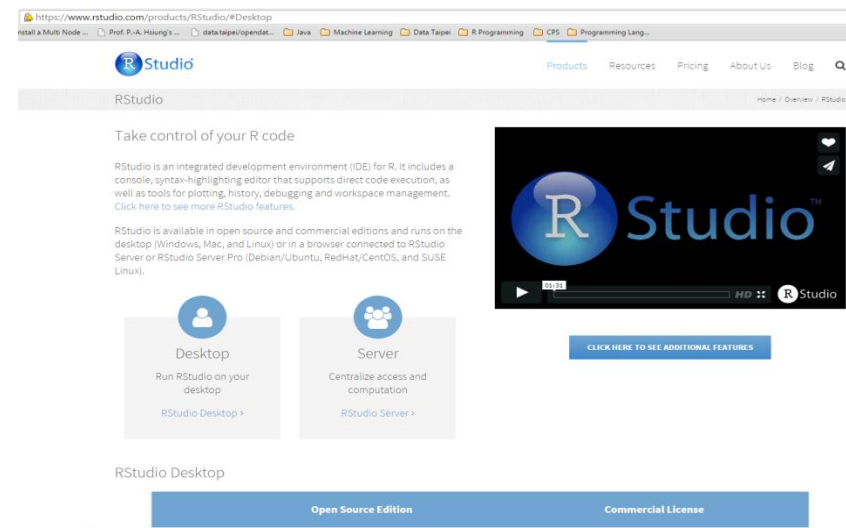 https://www.rstudio.com/products/RStudio/#Desktop
nstall a Multi Node ... Prof. P.-A. Hsiung's ... data.taipei/opendat... Java Machine Learning Data Taipei R Programming CPS Programming Lang...
R Studio
Products Resources Pricing About Us Blog
RStudio
Home / Overview / RStudio
Take control of your R code
RStudio is an integrated development environment (IDE) for R. It includes a
console, syntax-highlighting editor that supports direct code execution, as
well as tools for plotting, history, debugging and workspace management.
Click here to see more RStudio features.
RStudio is available in open source and commercial editions and runs on the
desktop (Windows, Mac, and Linux) or in a browser connected to RStudio
Server or RStudio Server Pro (Debian/Ubuntu, RedHat/CentOS, and SUSE
Linux).
R Studio™
01:31
HD R Studio
CLICK HERE TO SEE ADDITIONAL FEATURES
Desktop
Run RStudio on your
desktop
RStudio Desktop >
Server
Centralize access and
computation
RStudio Server >
RStudio Desktop
Open Source Edition Commercial License